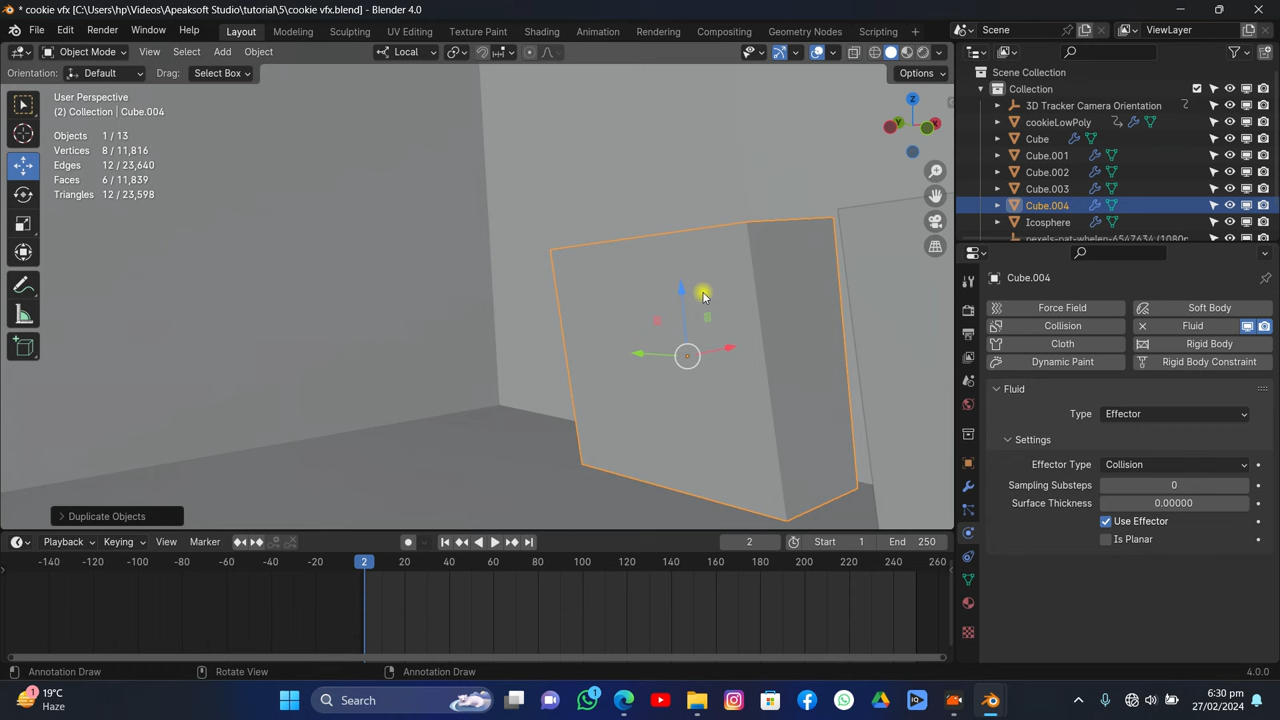 * cookie vfx [C:\Users\hp\Videos\Apeaksoft Studio\tutorial\5\cookie vfx.blend] - Blender 4.0
File Edit Render Window Help Layout Modeling Sculpting UV Editing Texture Paint Shading Animation Rendering Compositing Geometry Nodes Scripting Scene ViewLayer
Object Mode View Select Add Object Local
Orientation: Default Drag: Select Box Options
User Perspective
(2) Collection | Cube.004
Objects 1 / 13
Vertices 8 / 11,816
Edges 12 / 23,640
Faces 6 / 11,839
Triangles 12 / 23,598
Z
Y
X
Duplicate Objects
Scene Collection
Collection
3D Tracker Camera Orientation
cookieLowPoly
Cube
Cube.001
Cube.002
Cube.003
Cube.004
Icosphere
pexels-pat-whelen-6547634 (1080p
Cube.004
Force Field Soft Body
Collision Fluid
Cloth Rigid Body
Dynamic Paint Rigid Body Constraint
Fluid
Type Effector
Settings
Effector Type Collision
Sampling Substeps 0
Surface Thickness 0.00000
Use Effector
Is Planar
Playback Keying View Marker 2 Start 1 End 250
-140 -120 -100 -80 -60 -40 -20 2 20 40 60 80 100 120 140 160 180 200 220 240 260
Annotation Draw Rotate View Annotation Draw 4.0.0
1 19°C
Haze
Search
1
6:30 pm
27/02/2024